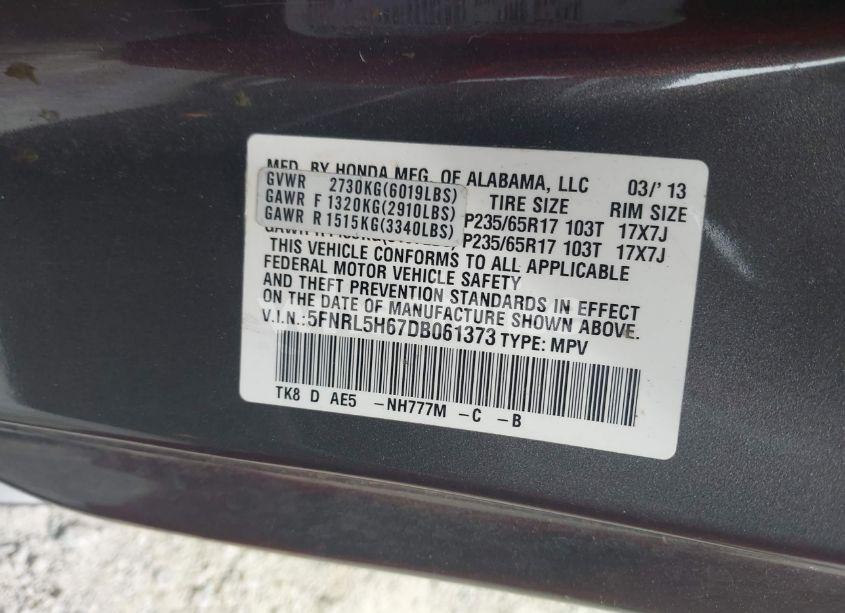 MFD. BY HONDA MFG. OF ALABAMA, LLC 03/' 13
GVWR 2730KG(6019LBS) TIRE SIZE RIM SIZE
GAWR F 1320KG(2910LBS) P235/65R17 103T 17X7J
GAWR R 1515KG(3340LBS) P235/65R17 103T 17X7J
THIS VEHICLE CONFORMS TO ALL APPLICABLE
FEDERAL MOTOR VEHICLE SAFETY
AND THEFT PREVENTION STANDARDS IN EFFECT
ON THE DATE OF MANUFACTURE SHOWN ABOVE.
V.I.N.:5FNRL5H67DB061373 TYPE: MPV
TK8 D AE5 -NH777M -C -B